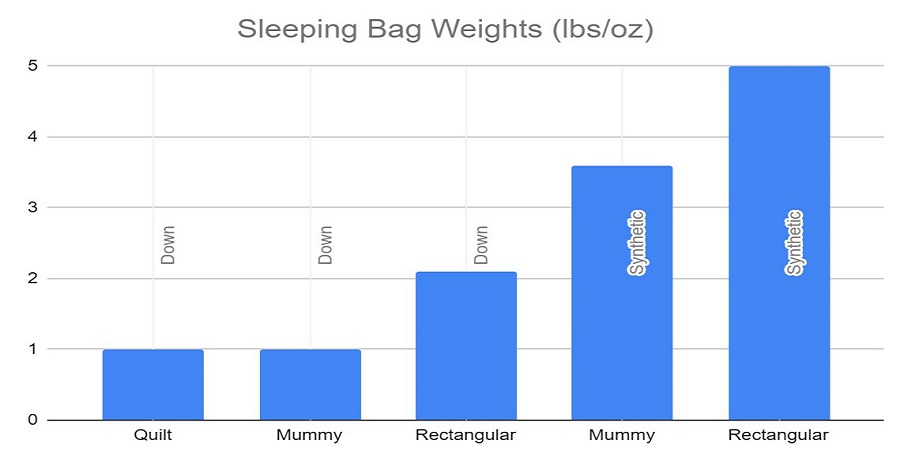 Sleeping Bag Weights (lbs/oz)
5
4
3
2
1
0
Down
Down
Down
Synthetic
Synthetic
Quilt
Mummy
Rectangular
Mummy
Rectangular